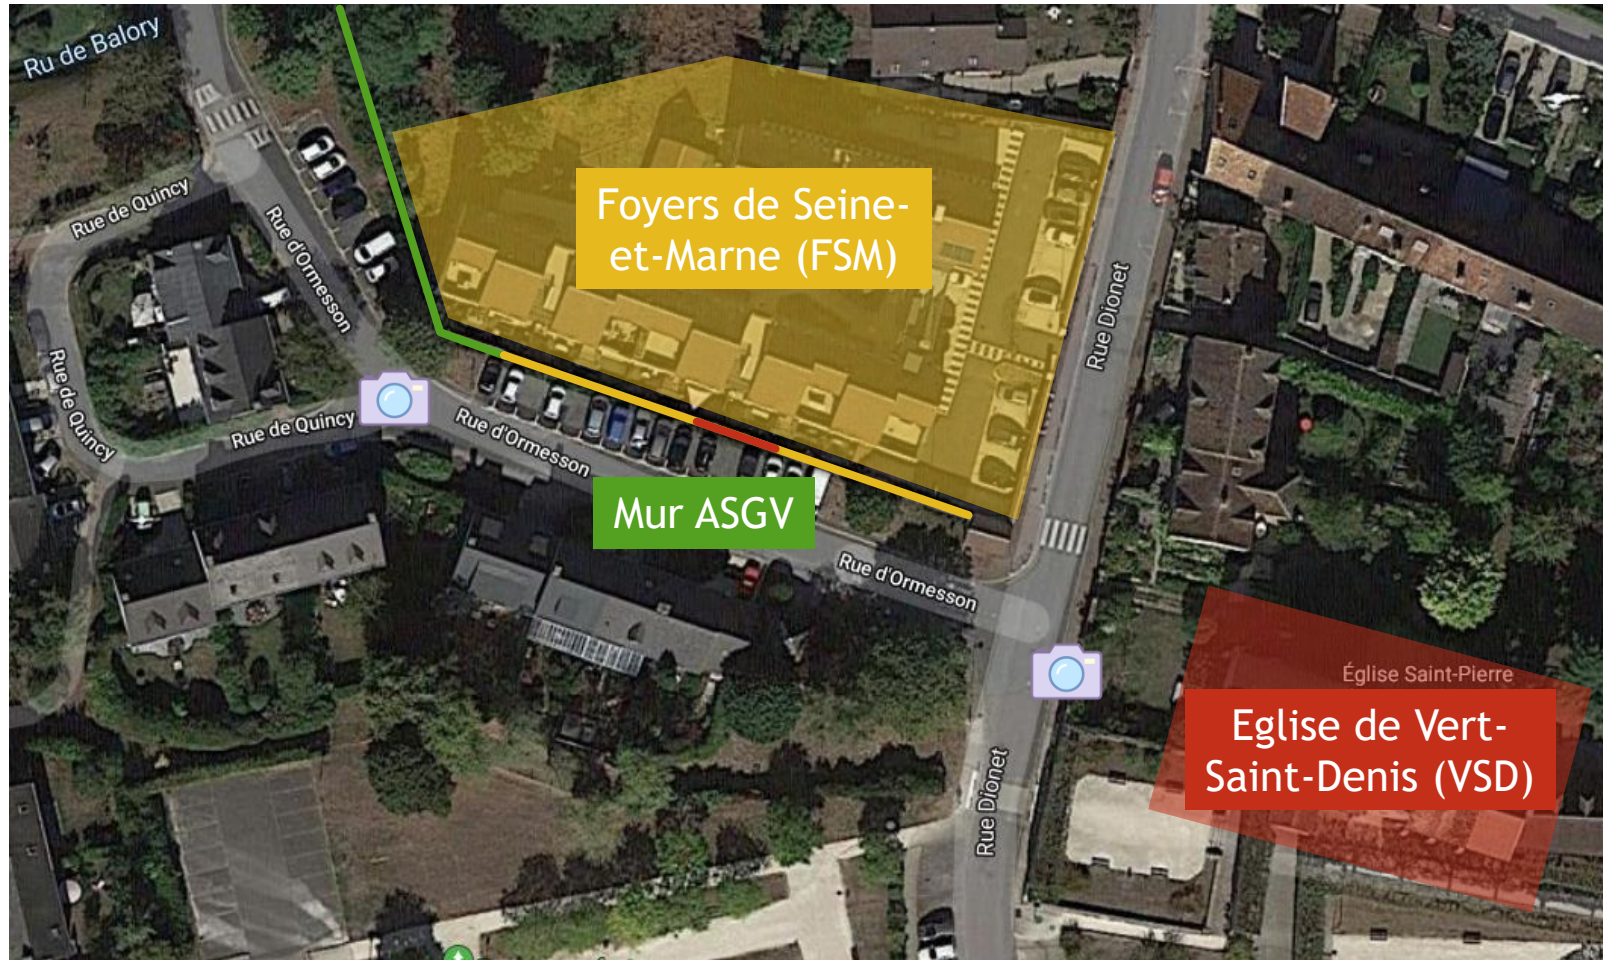 Ru de Balory
Rue de Quincy
Rue d'Ormesson
Foyers de Seine-
et-Marne (FSM)
Rue Dionet
Rue de Quincy
Rue de Quincy
Rue d'Ormesson
Mur ASGV
Rue d'Ormesson
Église Saint-Pierre
Eglise de Vert-
Saint-Denis (VSD)
Rue Dionet